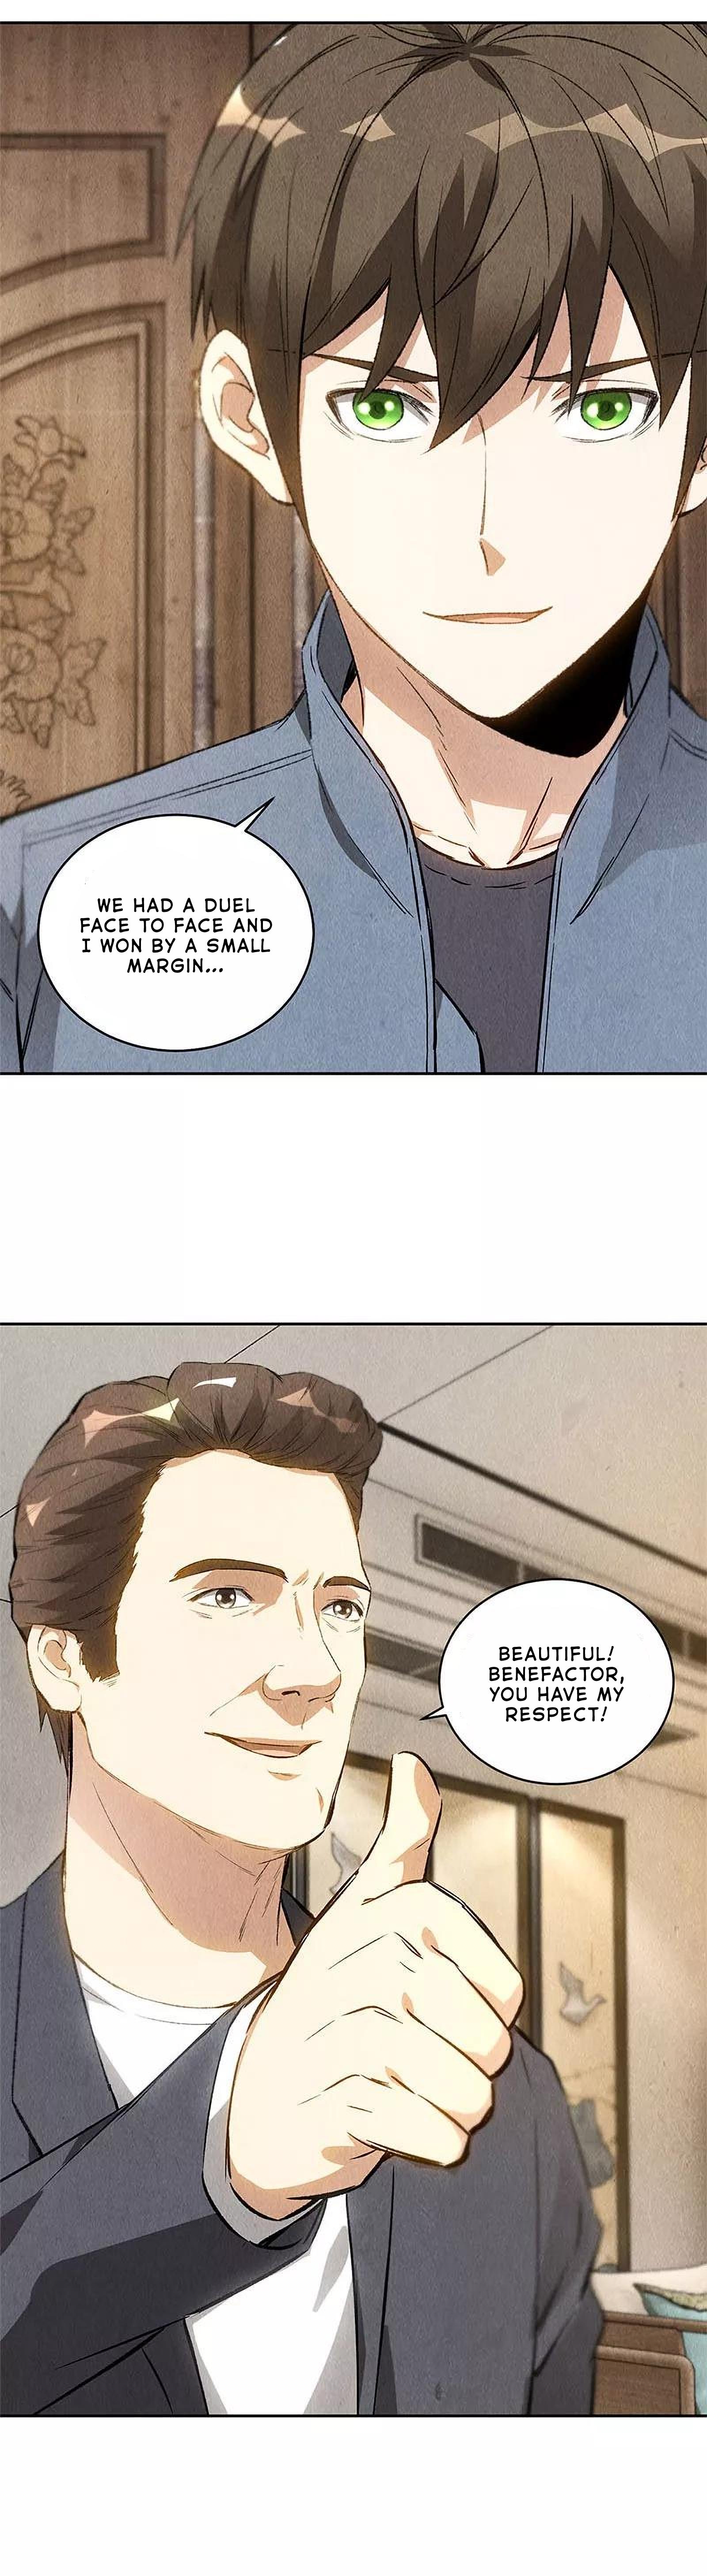 WE HAD A DUEL
FACE TO FACE AND
I WON BY A SMALL
MARGIN...
BEAUTIFUL!
BENEFACTOR,
YOU HAVE MY
RESPECT!